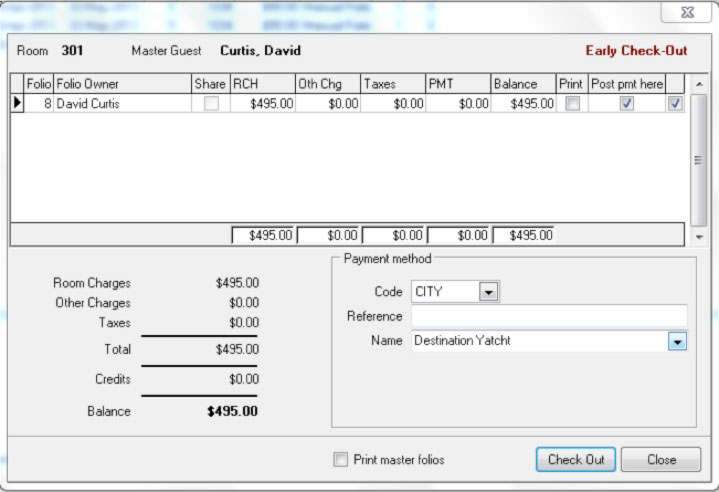 Room 301 Master Guest Curtis, David Early Check-Out
Folio Folio Owner Share RCH Oth Chg Taxes PMT Balance Print Post pmt here
8 David Curtis $495.00 $0.00 $0.00 $0.00 $495.00
$495.00 $0.00 $0.00 $0.00 $495.00
Payment method
Room Charges $495.00
Other Charges $0.00
Taxes $0.00
Total $495.00
Credits $0.00
Balance $495.00
Code CITY
Reference
Name Destination Yatcht
Print master folios Check Out Close